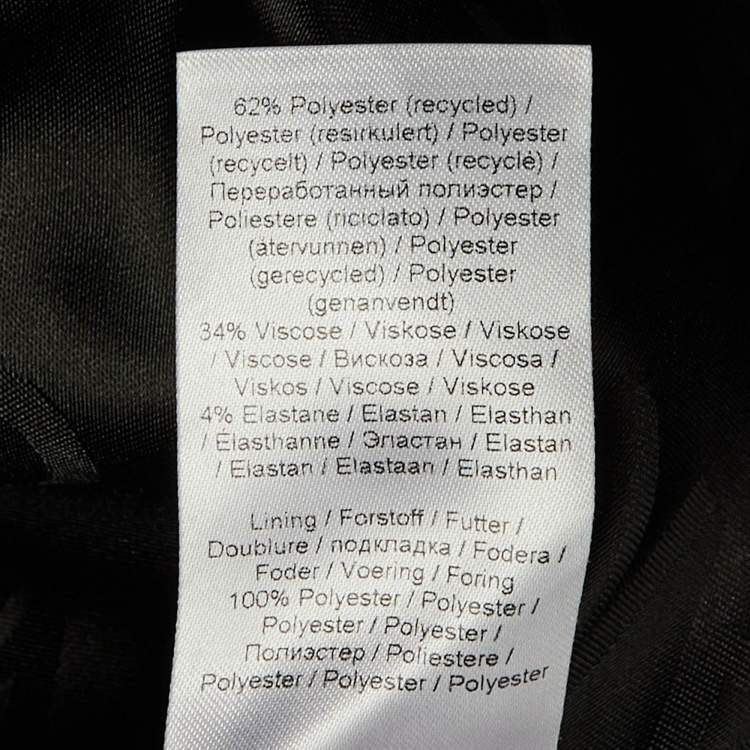 62% Polyester (recycled) /
Polyester (resirkulert) / Polyester
(recycelt) / Polyester (recyclé) /
Переработанный полиэстер /
Poliestere (riciclato) / Polyester
(återvunnen) / Polyester
(gerecycled) / Polyester
(genanvendt)
34% Viscose / Viskose / Viskose
/ Viscose / Вискоза / Viscosa /
Viskos / Viscose / Viskose
4% Elastane / Elastan / Elasthan
/ Élasthanne / Эластан / Elastan
/ Elastan / Elastaan / Elasthan
Lining / Forstoff / Futter /
Doublure / подкладка / Fodera /
Foder / Voering / Foring
100% Polyester / Polyester /
Polyester / Polyester /
Полиэстер / Poliestere /
Polyester / Polyester / Polyester